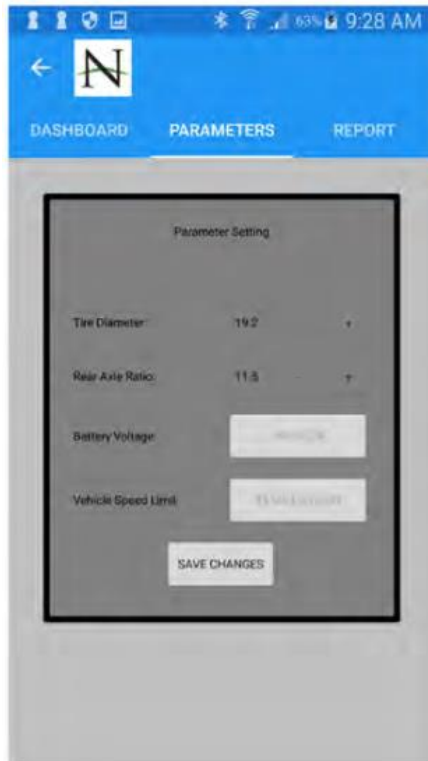 63% 9:28 AM
N
DASHBOARD PARAMETERS REPORT
Parameter Setting
Tire Diameter: 19.2 +
Rear Axle Ratio: 11.5 - +
Battery Voltage:
Vehicle Speed Limit
SAVE CHANGES